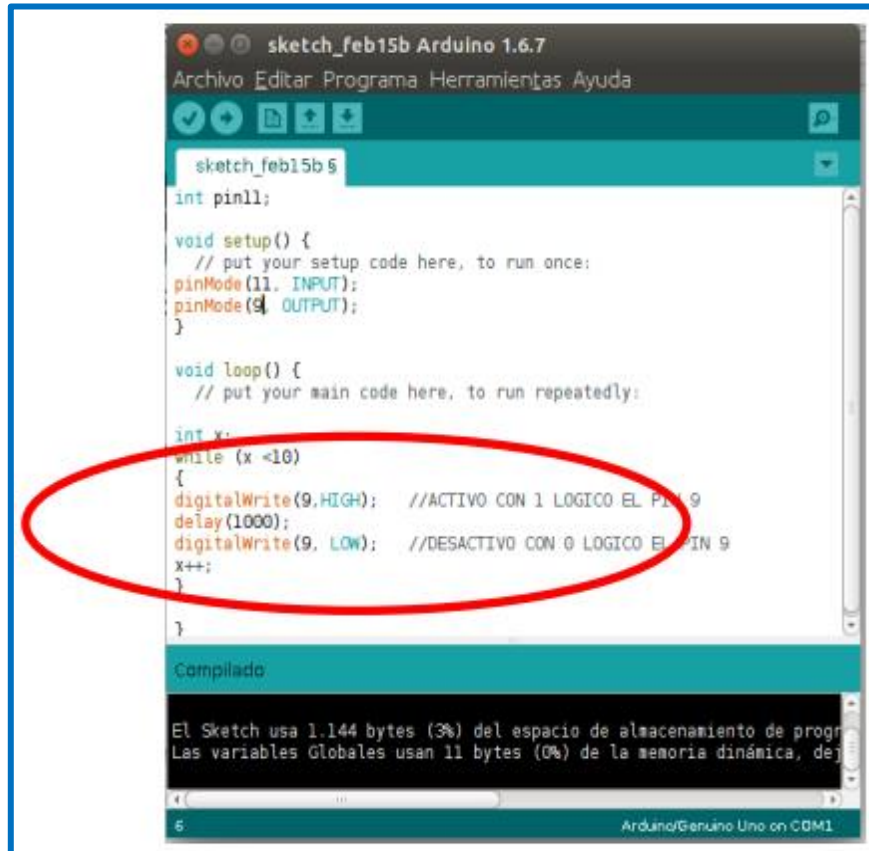 sketch_feb15b Arduino 1.6.7
Archivo Editar Programa Herramientas Ayuda
sketch_feb15b §
int pin11;
void setup() {
// put your setup code here, to run once:
pinMode(11, INPUT);
pinMode(9, OUTPUT);
}
void loop() {
// put your main code here, to run repeatedly:
int x;
while (x <10)
{
digitalWrite(9,HIGH); //ACTIVO CON 1 LOGICO EL PIN 9
delay(1000);
digitalWrite(9, LOW); //DESACTIVO CON 0 LOGICO EL PIN 9
x++;
}
}
Compilado
El Sketch usa 1.144 bytes (3%) del espacio de almacenamiento de progr
Las variables Globales usan 11 bytes (0%) de la memoria dinámica, dej
6 Arduino/Genuino Uno on COM1